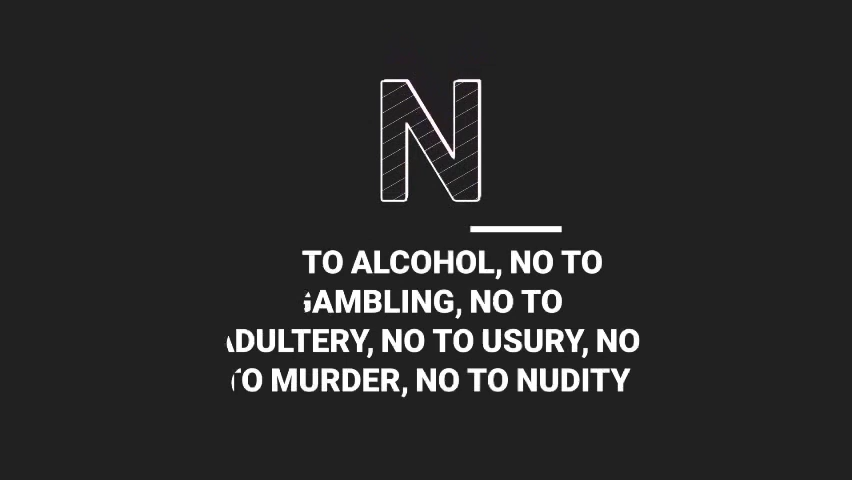 N
TO ALCOHOL, NO TO
GAMBLING, NO TO
ADULTERY, NO TO USURY, NO
TO MURDER, NO TO NUDITY